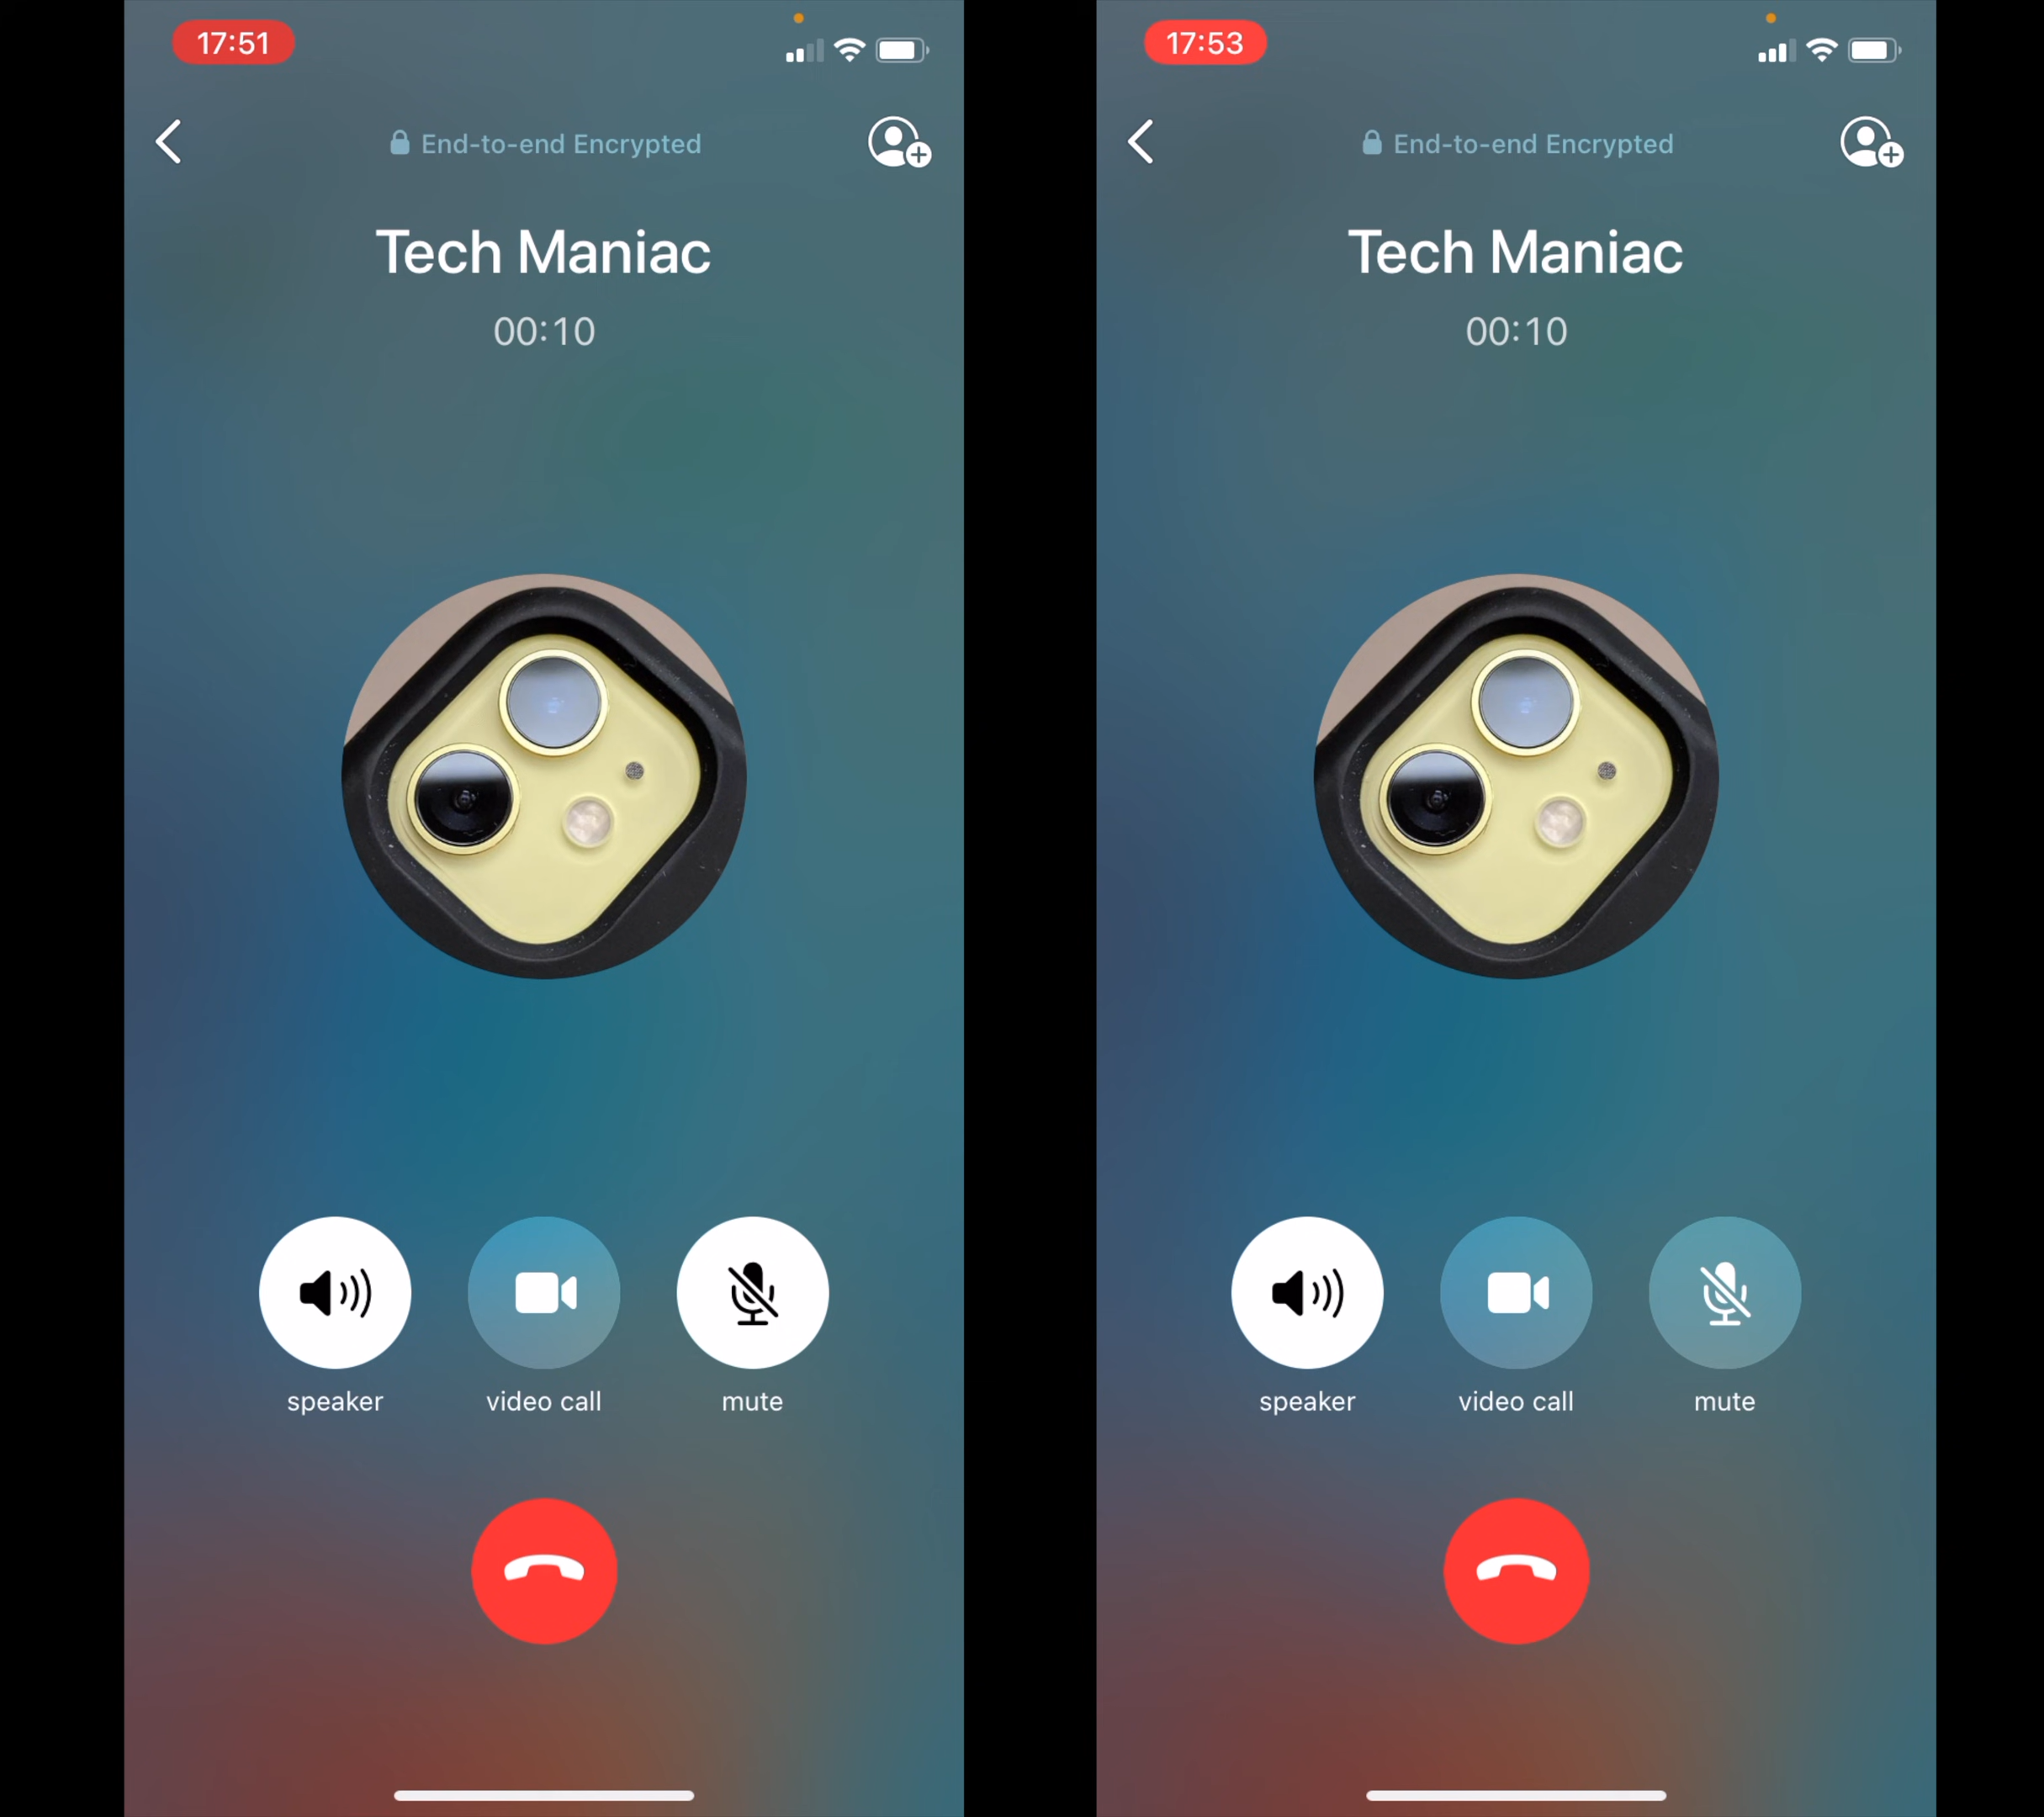 17:51
End-to-end Encrypted
Tech Maniac
00:10
speaker
video call
mute
17:53
End-to-end Encrypted
Tech Maniac
00:10
speaker
video call
mute